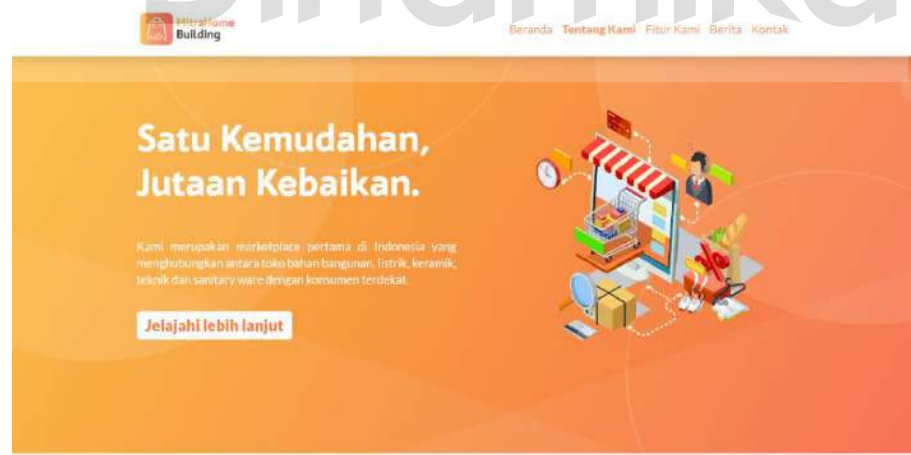 Dinamika
MitraHome
Building
Beranda Tentang Kami Fitur Kami Berita Kontak
Satu Kemudahan,
Jutaan Kebaikan.
Kami merupakan marketplace pertama di Indonesia yang
menghubungkan antara toko bahan bangunan, listrik, keramik,
teknik dan sanitary ware dengan konsumen terdekat.
Jelajahi lebih lanjut